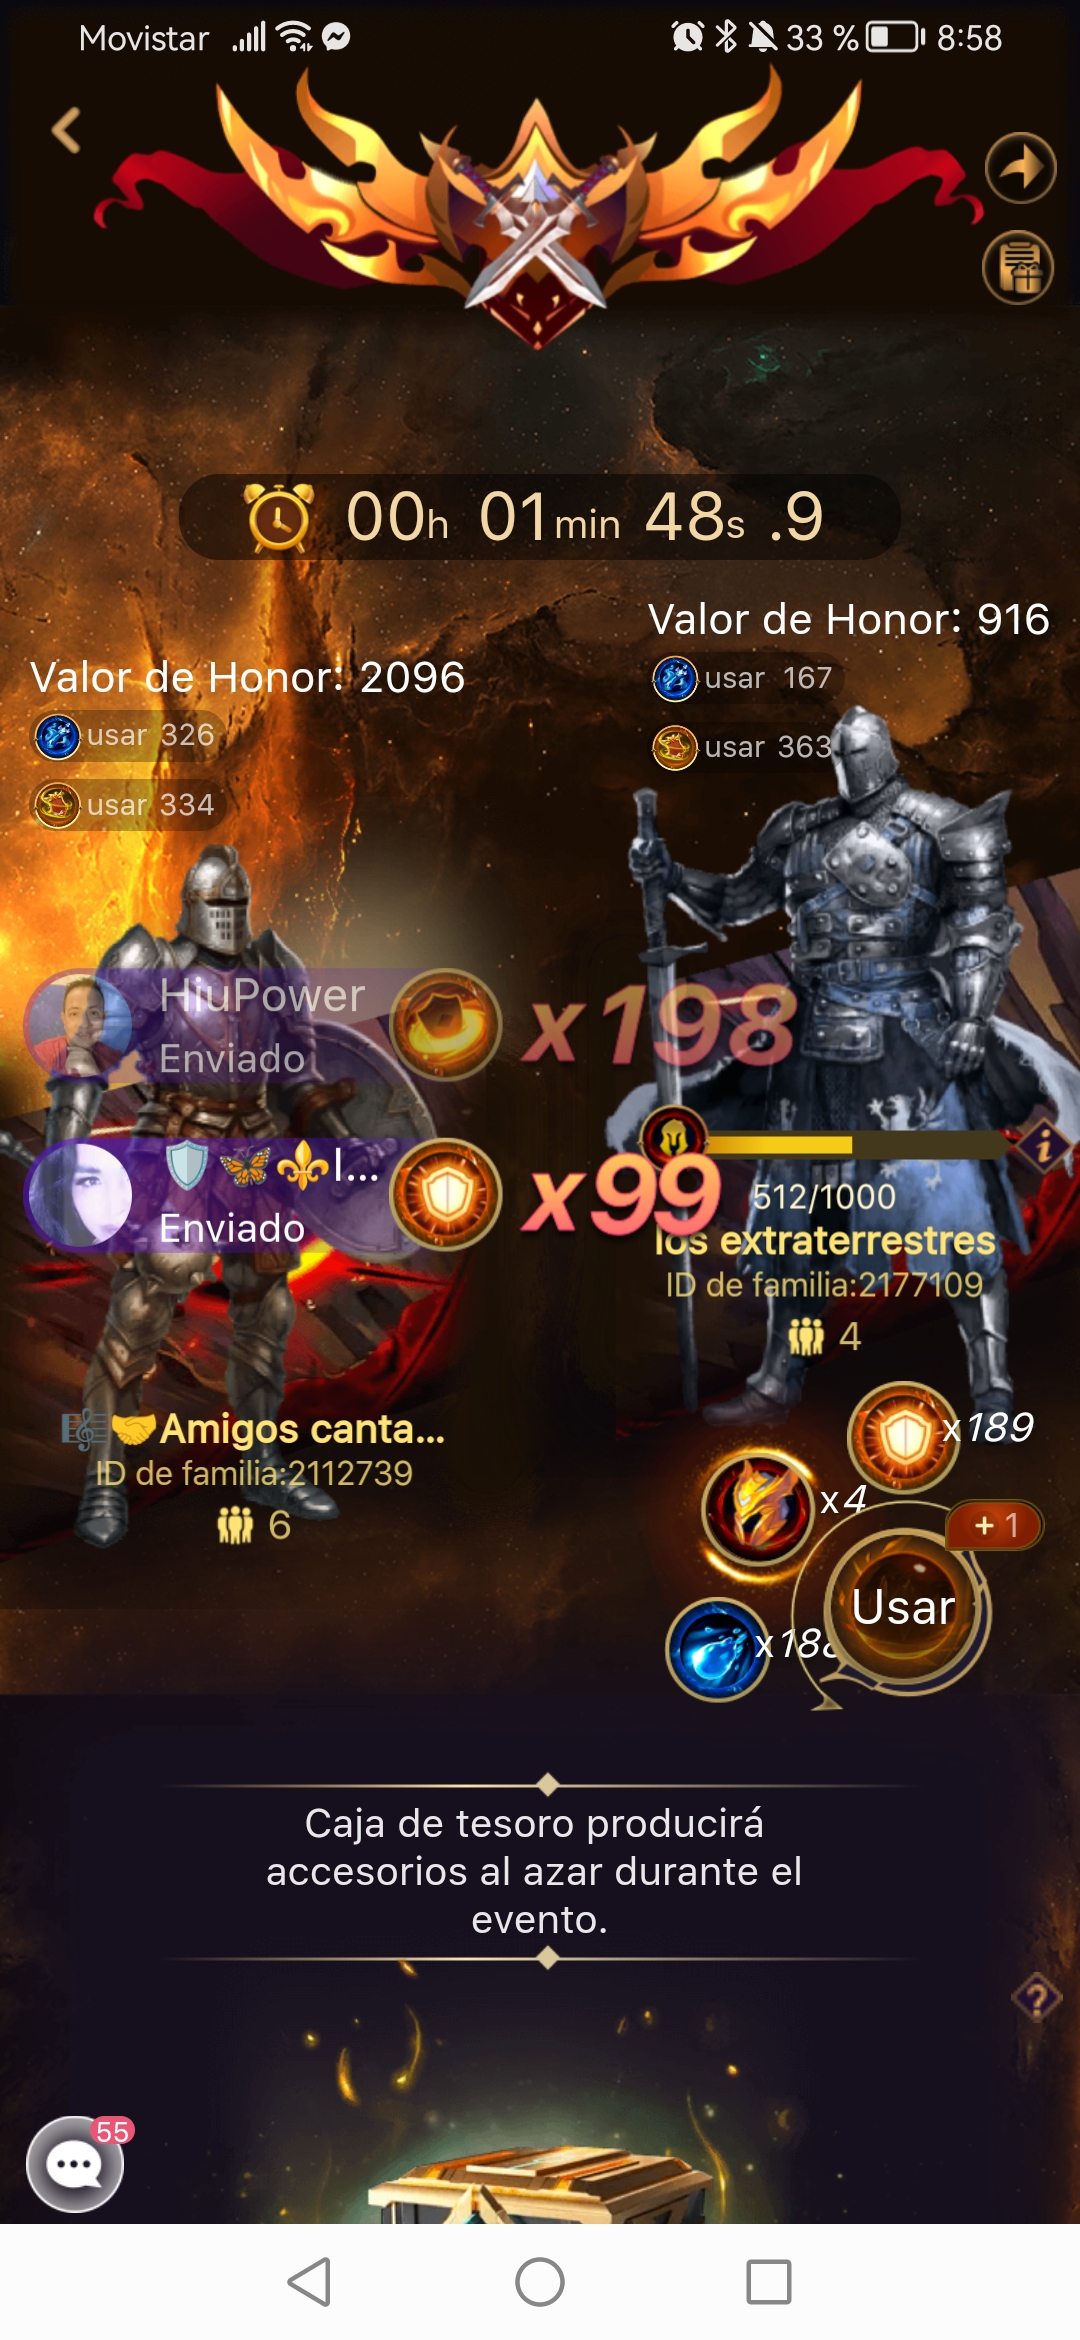 Movistar
33 %
8:58
00h 01min 48s .9
Valor de Honor: 916
usar 167
usar 363
Valor de Honor: 2096
usar 326
usar 334
HiuPower
Enviado
x198
l...
Enviado
x99
512/1000
los extraterrestres
ID de familia:2177109
4
Amigos canta...
ID de familia:2112739
6
x189
x4
+ 1
Usar
x18
Caja de tesoro producirá
accesorios al azar durante el
evento.
55